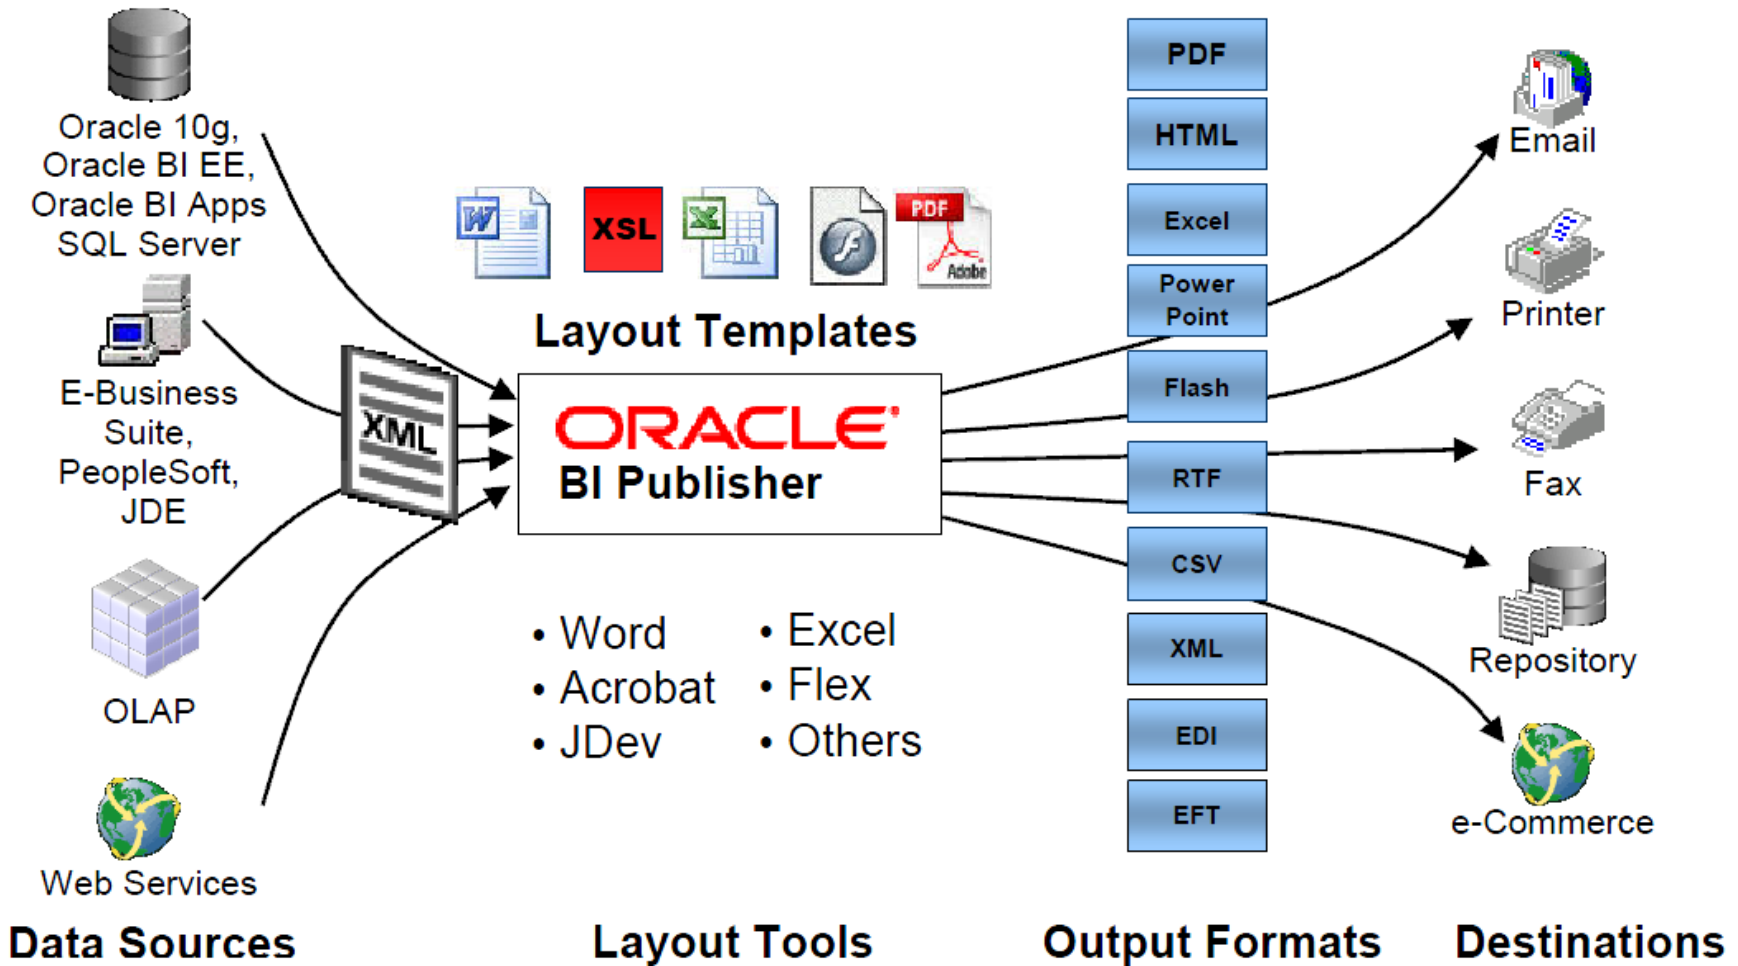 Oracle 10g,
Oracle BI EE,
Oracle BI Apps
SQL Server
E-Business
Suite,
PeopleSoft,
JDE
OLAP
Web Services
Data Sources
XML
W
XSL
X
PDF
Adobe
Layout Templates
ORACLE
BI Publisher
• Word
• Acrobat
• JDev
• Excel
• Flex
• Others
Layout Tools
PDF
HTML
Excel
Power
Point
Flash
RTF
CSV
XML
EDI
EFT
Output Formats
Email
Printer
Fax
Repository
e-Commerce
Destinations